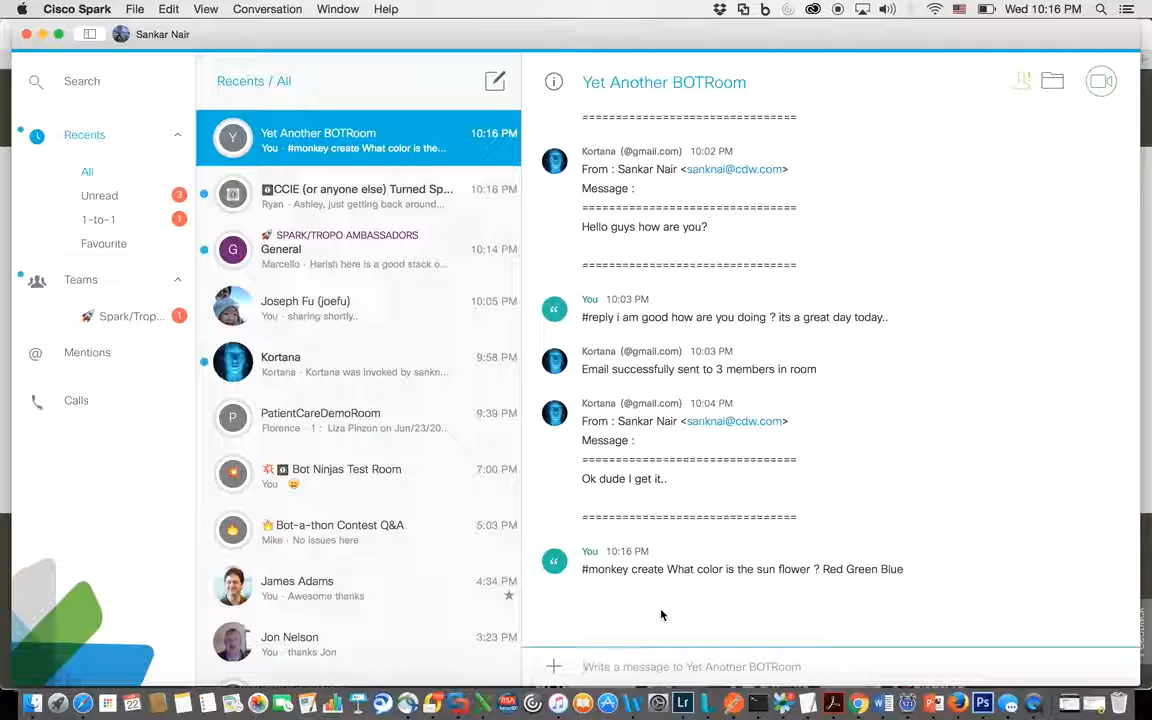 Cisco Spark File Edit View Conversation Window Help Wed 10:16 PM
Sankar Nair
Search
Recents
All
Unread 3
1-to-1 1
Favourite
Teams
Spark/Trop... 1
Mentions
Calls
Recents / All
Yet Another BOTRoom 10:16 PM
You · #monkey create What color is the...
CCIE (or anyone else) Turned Sp... 10:16 PM
Ryan · Ashley, just getting back around...
SPARK/TROPO AMBASSADORS
G General 10:14 PM
Marcello · Harish here is a good stack o...
Joseph Fu (joefu) 10:05 PM
You · sharing shortly..
Kortana 9:58 PM
Kortana · Kortana was invoked by sankn...
P PatientCareDemoRoom 9:39 PM
Florence · 1 : Liza Pinzon on Jun/23/20...
Bot Ninjas Test Room 7:00 PM
You ·
Bot-a-thon Contest Q&A 5:03 PM
Mike · No issues here
James Adams 4:34 PM
You · Awesome thanks
Jon Nelson 3:23 PM
You · thanks Jon
Yet Another BOTRoom
===============================
Kortana (@gmail.com) 10:02 PM
From : Sankar Nair <sanknai@cdw.com>
Message :
===============================
Hello guys how are you?
===============================
You 10:03 PM
#reply i am good how are you doing ? its a great day today..
Kortana (@gmail.com) 10:03 PM
Email successfully sent to 3 members in room
Kortana (@gmail.com) 10:04 PM
From : Sankar Nair <sanknai@cdw.com>
Message :
===============================
Ok dude I get it..
===============================
You 10:16 PM
#monkey create What color is the sun flower ? Red Green Blue
Write a message to Yet Another BOTRoom